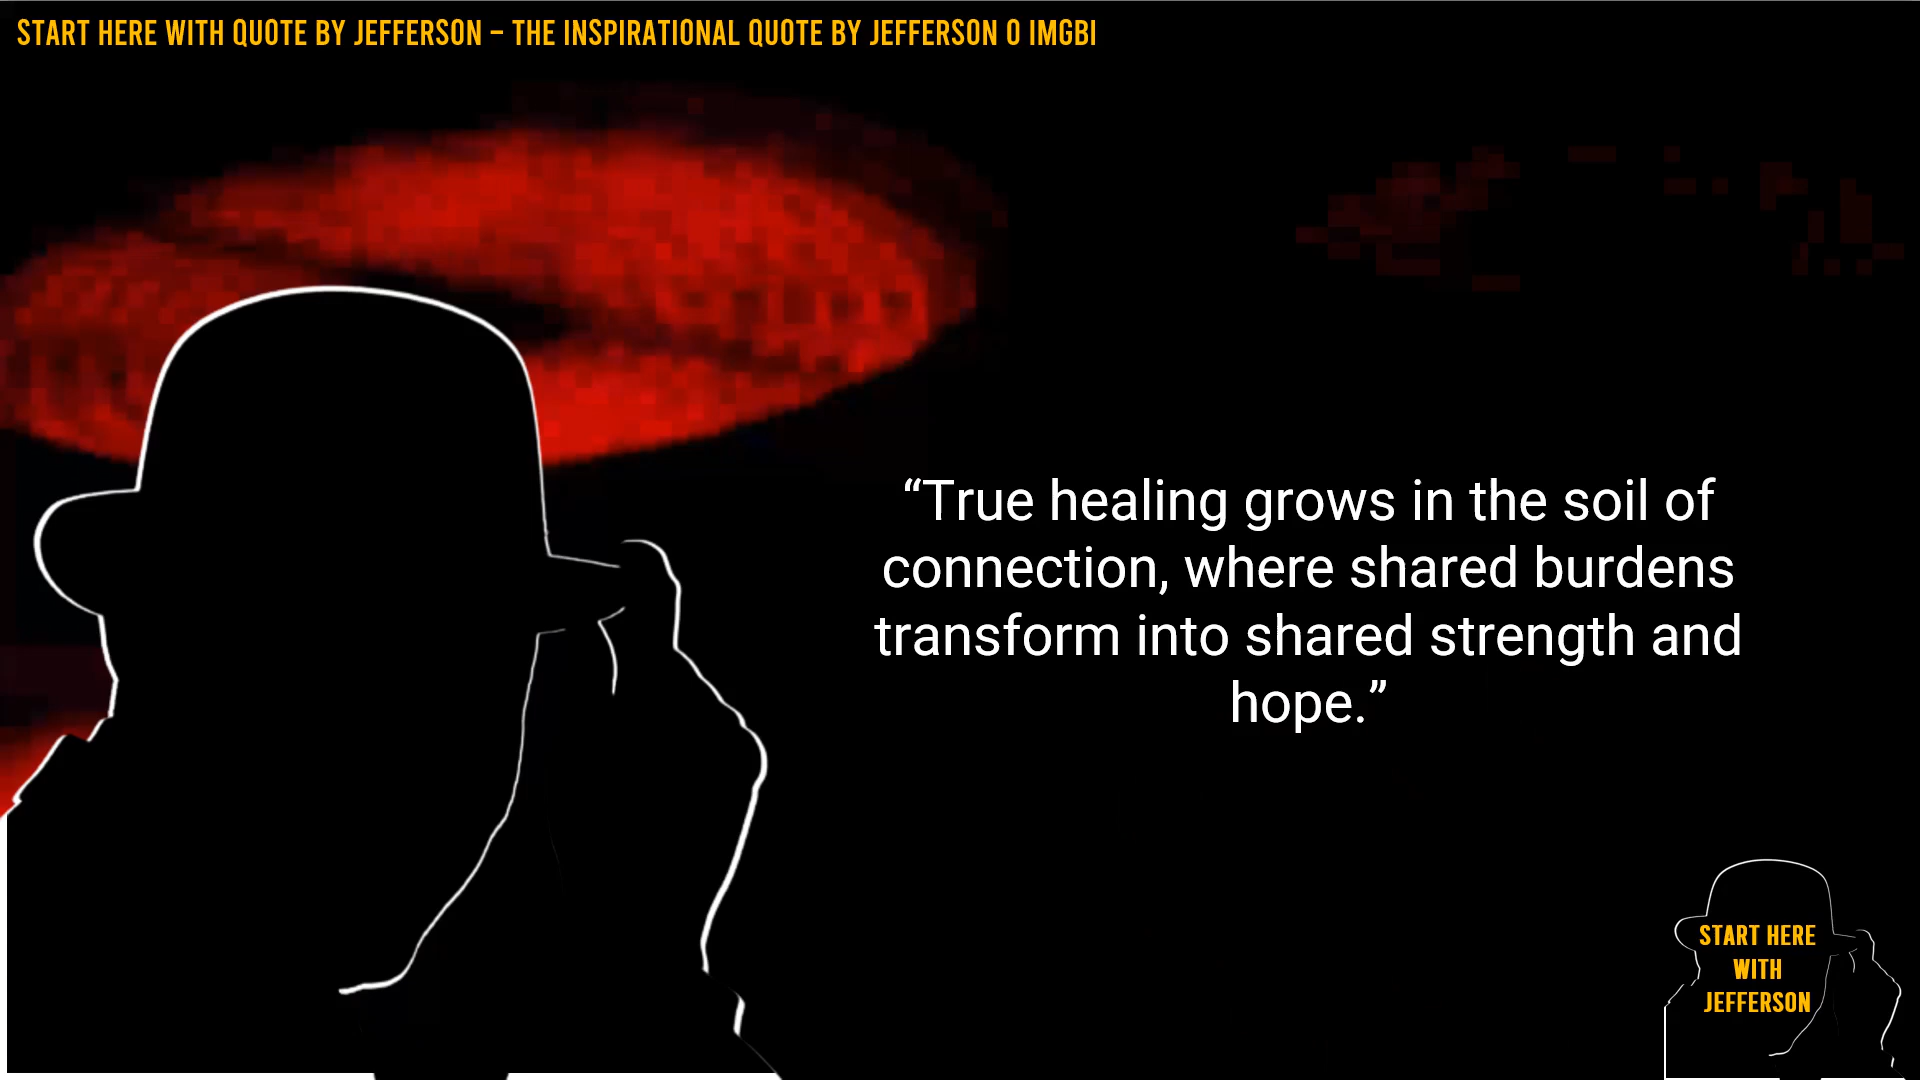 START HERE WITH QUOTE BY JEFFERSON – THE INSPIRATIONAL QUOTE BY JEFFERSON O IMGBI
“True healing grows in the soil of
connection, where shared burdens
transform into shared strength and
hope.”
START HERE
WITH
JEFFERSON